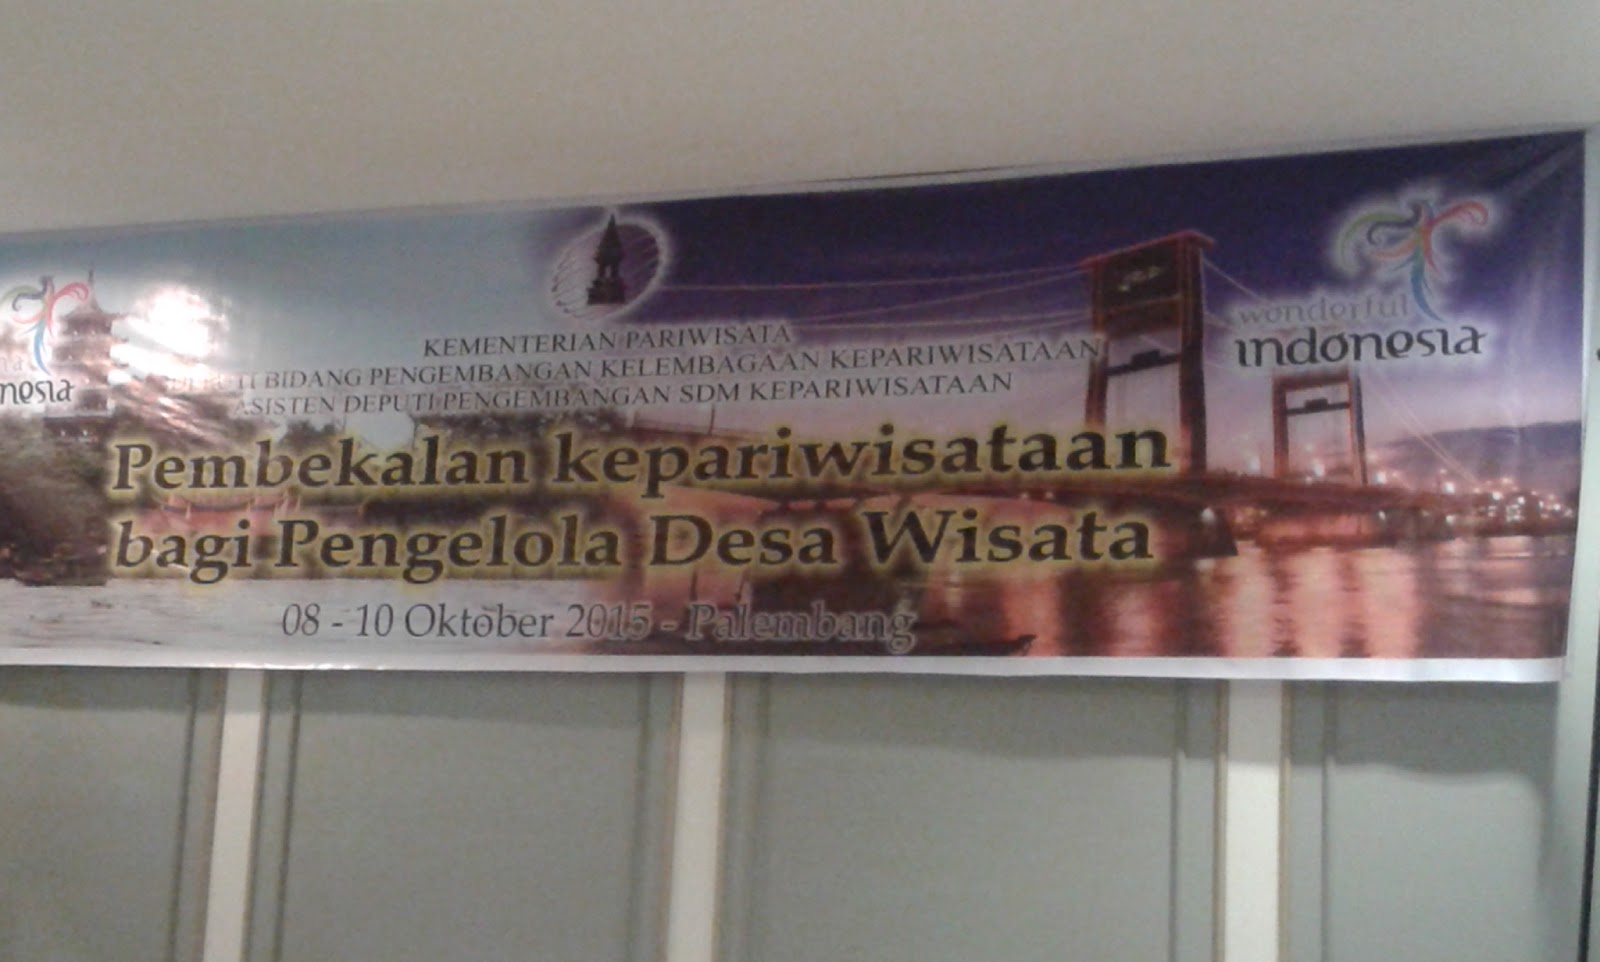 KEMENTERIAN PARIWISATA
BIDANG PENGEMBANGAN KELEMBAGAAN KEPARIWISATAAN
ASISTEN DEPUTI PENGEMBANGAN SDM KEPARIWISATAAN
wonderful
indonesia
nesia
Pembekalan kepariwisataan
bagi Pengelola Desa Wisata
08 - 10 Oktober 2015 - Palembang